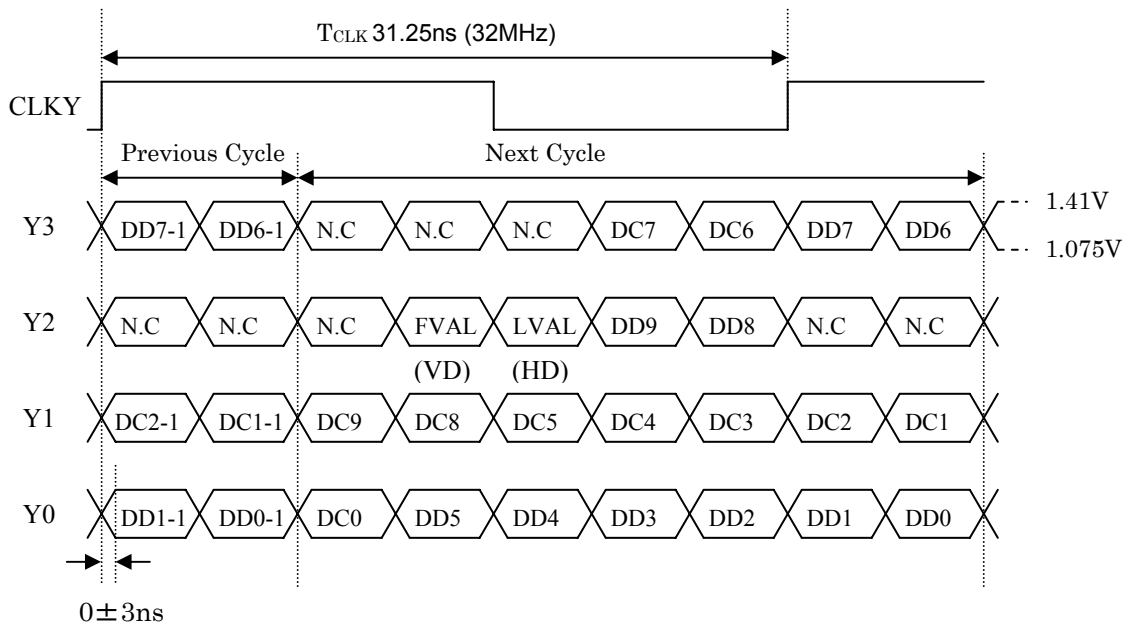 TCLK 31.25ns (32MHz)
CLKY
Previous Cycle Next Cycle
1.41V
Y3 DD7-1 DD6-1 N.C N.C N.C DC7 DC6 DD7 DD6
1.075V
Y2 N.C N.C N.C FVAL LVAL DD9 DD8 N.C N.C
(VD) (HD)
Y1 DC2-1 DC1-1 DC9 DC8 DC5 DC4 DC3 DC2 DC1
Y0 DD1-1 DD0-1 DC0 DD5 DD4 DD3 DD2 DD1 DD0
0±3ns